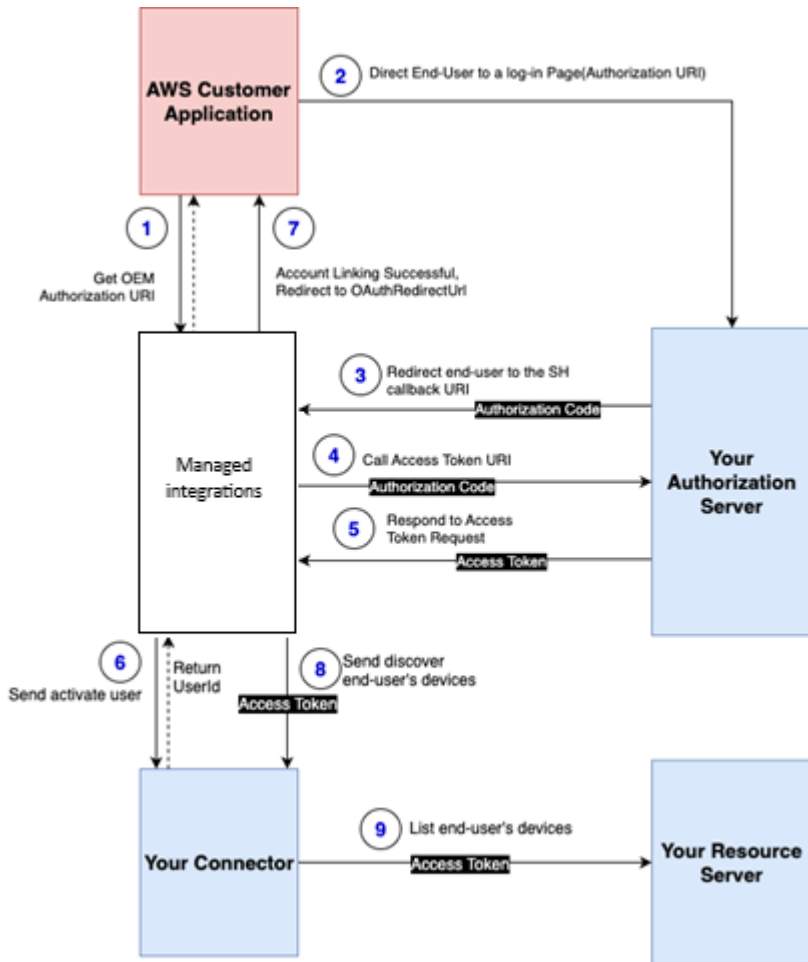 AWS Customer
Application
2
Direct End-User to a log-in Page(Authorization URI)
1
7
Get OEM
Authorization URI
Account Linking Successful,
Redirect to OAuthRedirectUrl
3
Redirect end-user to the SH
callback URI
Authorization Code
4
Call Access Token URI
Authorization Code
5
Respond to Access
Token Request
Access Token
Managed
integrations
Your
Authorization
Server
6
Send activate user
Return
UserId
8
Send discover
end-user's devices
Access Token
Your Connector
9
List end-user's devices
Access Token
Your Resource
Server